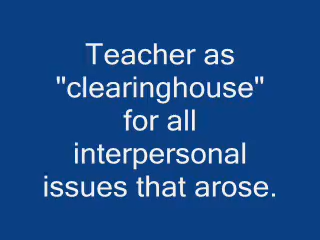 Teacher as
"clearinghouse"
for all
interpersonal
issues that arose.